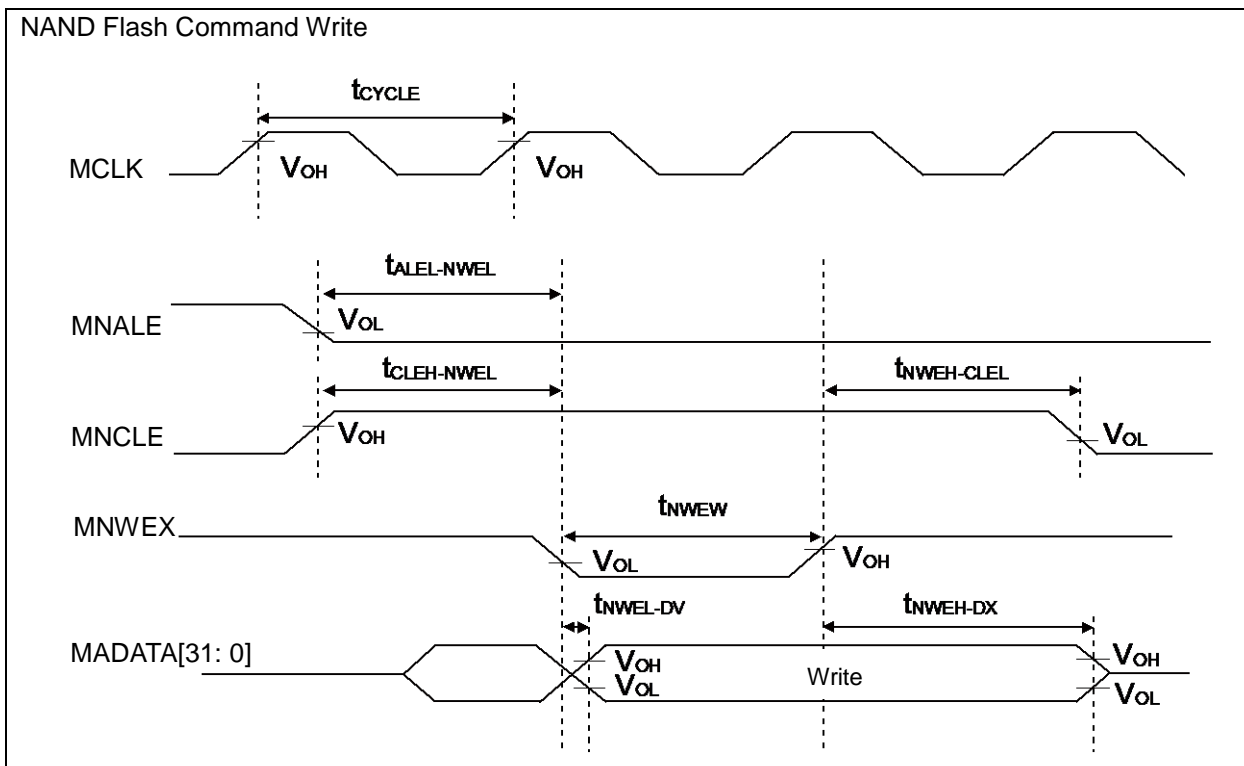 NAND Flash Command Write
tCYCLE
MCLK
VOH
VOH
tALEL-NWEL
MNALE
VOL
tCLEH-NWEL
tNWEH-CLEL
MNCLE
VOH
VOL
tNWEW
MNWEX
VOL
VOH
tNWEL-DV
tNWEH-DX
MADATA[31: 0]
VOH
VOL
Write
VOH
VOL